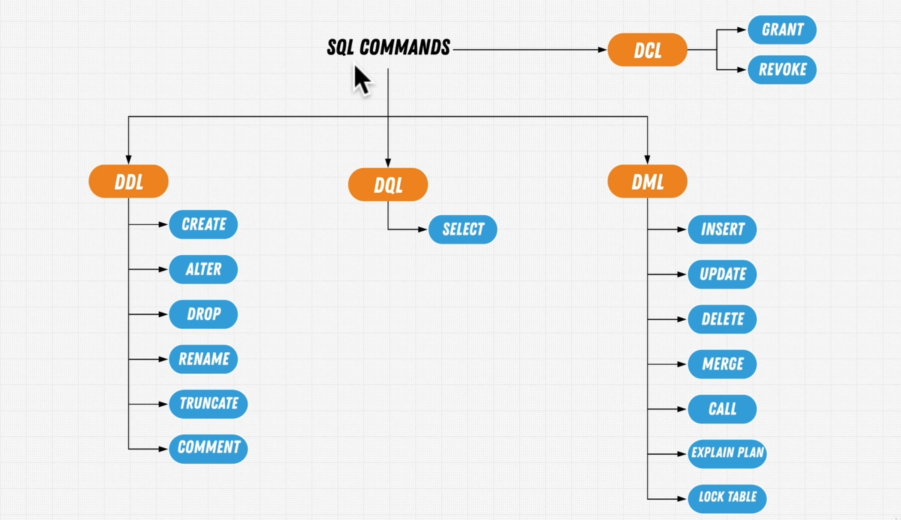 SQL COMMANDS
DCL
GRANT
REVOKE
DDL
CREATE
ALTER
DROP
RENAME
TRUNCATE
COMMENT
DQL
SELECT
DML
INSERT
UPDATE
DELETE
MERGE
CALL
EXPLAIN PLAN
LOCK TABLE